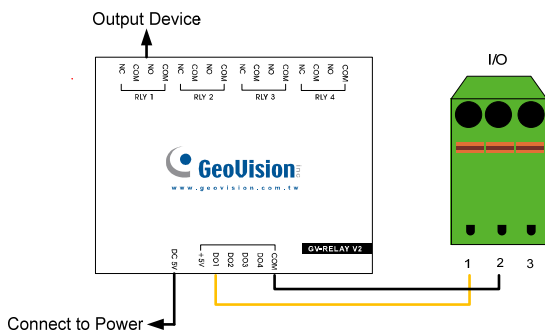 Output Device
I/O
NC COM NO COM NC COM NO COM NC COM NO COM NC COM NO COM
RLY 1 RLY 2 RLY 3 RLY 4
GeoVision Inc
www.geovision.com.tw
GV-RELAY V2
DC 5V +5V DO1 DO2 DO3 DO4 COM
1 2 3
Connect to Power